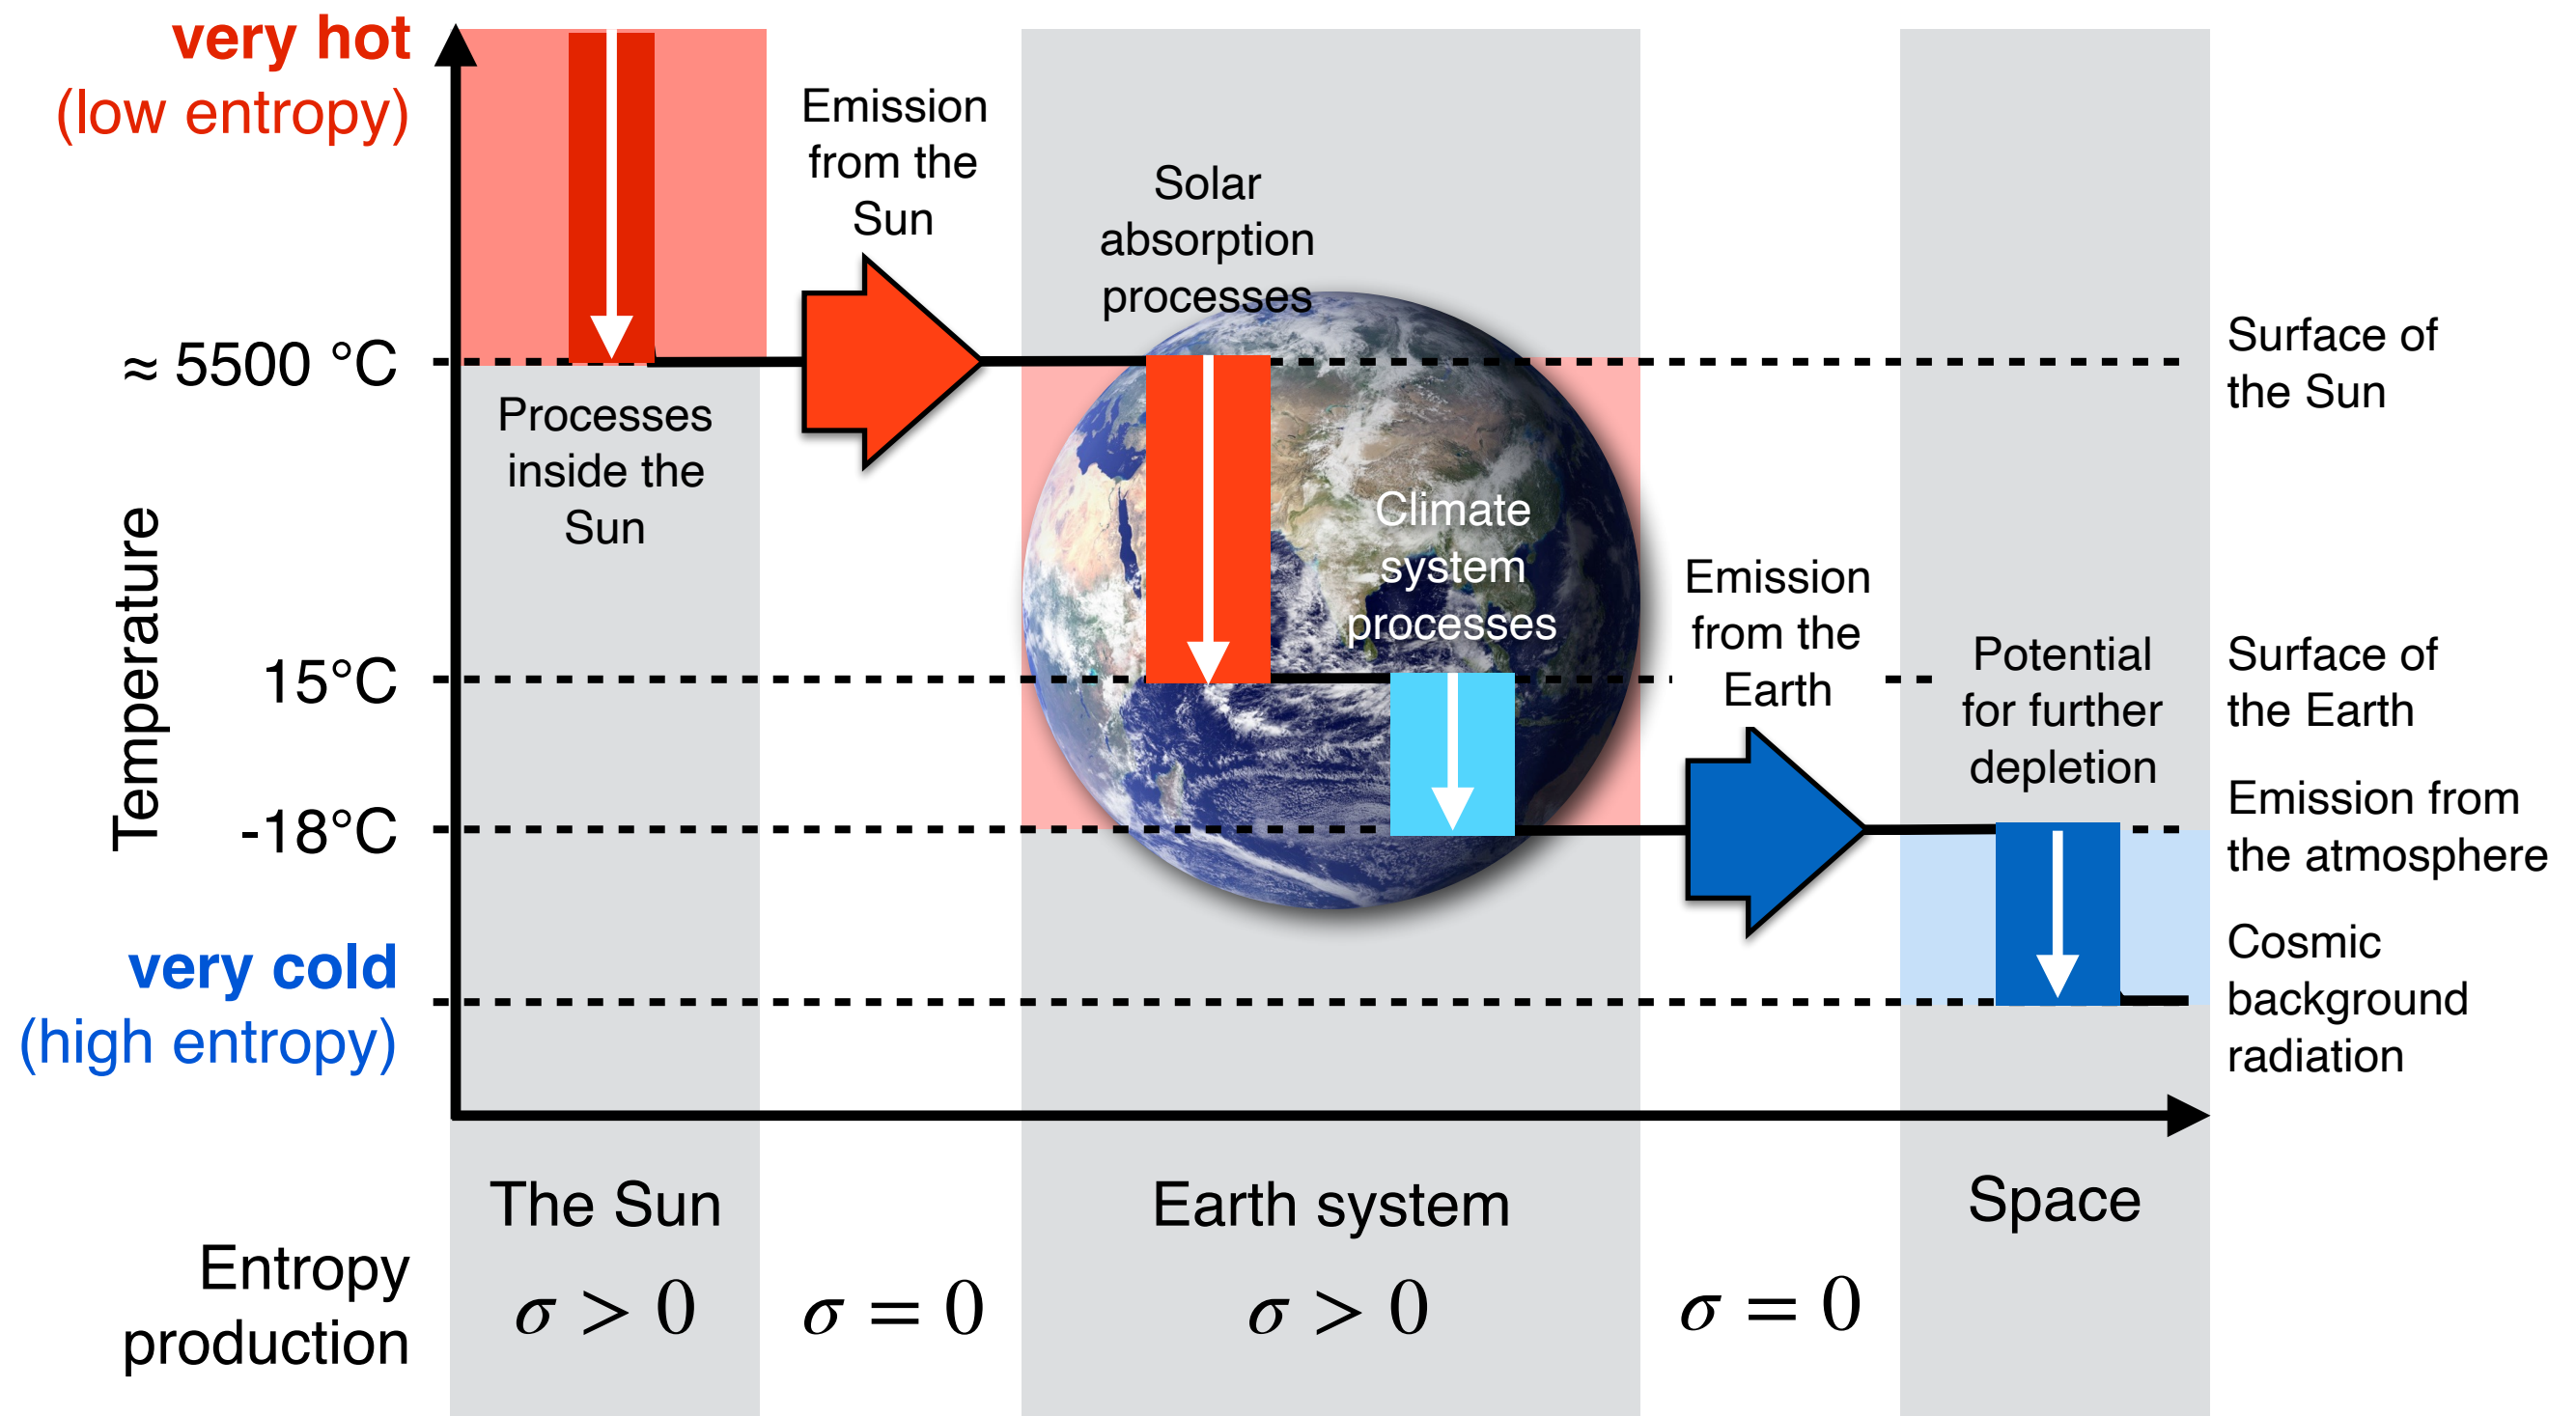 very hot
(low entropy)
Emission
from the
Sun
Solar
absorption
processes
≈ 5500 °C
Surface of
the Sun
Processes
inside the
Sun
Climate
system
processes
Temperature
Emission
from the
Earth
15°C
Potential
for further
depletion
Surface of
the Earth
-18°C
Emission from
the atmosphere
very cold
(high entropy)
Cosmic
background
radiation
The Sun
Earth system
Space
Entropy
production
σ > 0
σ = 0
σ > 0
σ = 0